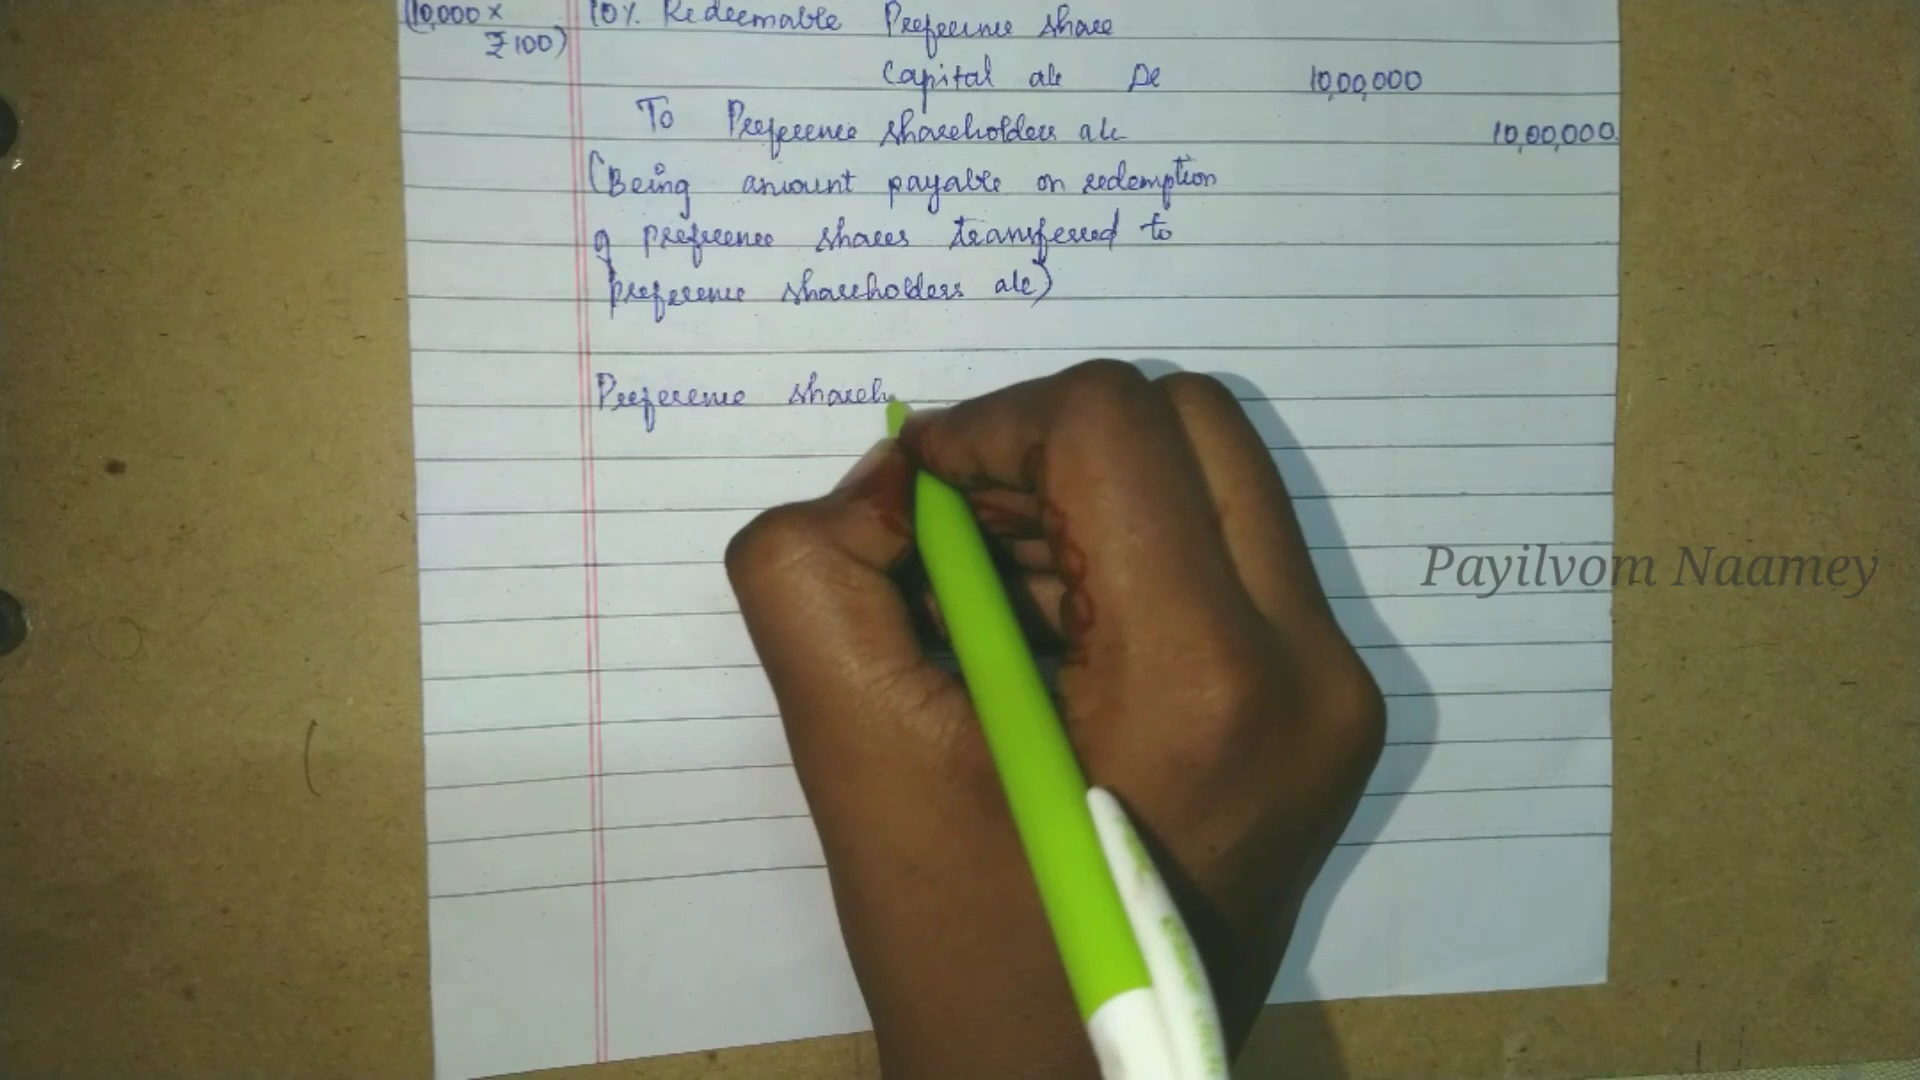 (10,000 ×
₹100)
10%. Redeemable Preference share
Capital a/c Dr 10,00,000
To Preference shareholders a/c 10,00,000
(Being amount payable on redemption
of preference shares transferred to
preference shareholders a/c)
Preference shareh
Payilvom Naamey